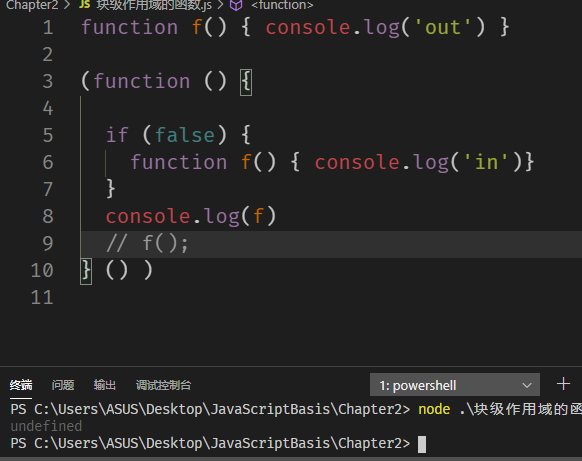 Chapter2 > JS 块级作用域的函数.js > <function>
1 function f() { console.log('out') }
2
3 (function () {
4
5 if (false) {
6 function f() { console.log('in')}
7 }
8 console.log(f)
9 // f();
10 } () )
11
终端 问题 输出 调试控制台 1: powershell
PS C:\Users\ASUS\Desktop\JavaScriptBasis\Chapter2> node .\块级作用域的函
undefined
PS C:\Users\ASUS\Desktop\JavaScriptBasis\Chapter2>